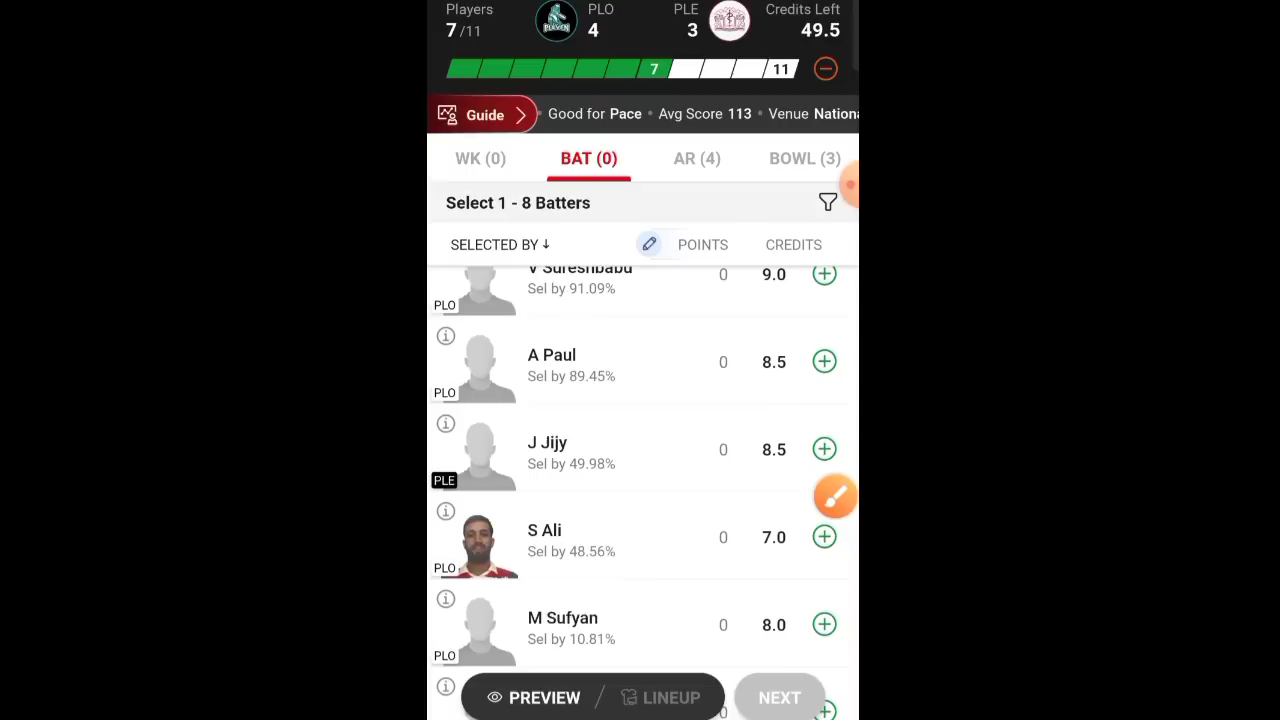 Players
7/11
PLEVEN
PLO
4
PLE
3
Credits Left
49.5
7
11
Guide
Good for Pace • Avg Score 113 • Venue Nationa
WK (0)
BAT (0)
AR (4)
BOWL (3)
Select 1 - 8 Batters
SELECTED BY ↓
POINTS
CREDITS
V Sureshbabu
Sel by 91.09%
PLO
0
9.0
A Paul
Sel by 89.45%
PLO
0
8.5
J Jijy
Sel by 49.98%
PLE
0
8.5
S Ali
Sel by 48.56%
PLO
0
7.0
M Sufyan
Sel by 10.81%
PLO
0
8.0
PREVIEW / LINEUP
NEXT
0